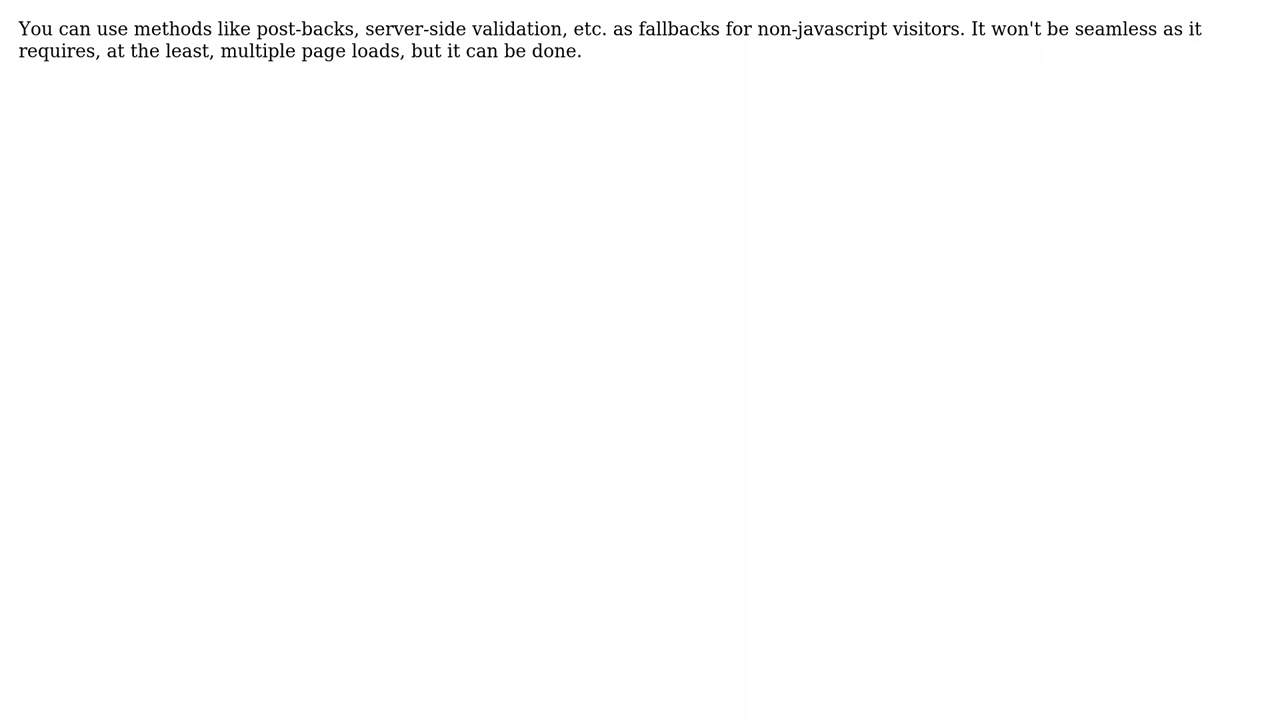 You can use methods like post-backs, server-side validation, etc. as fallbacks for non-javascript visitors. It won't be seamless as it
requires, at the least, multiple page loads, but it can be done.